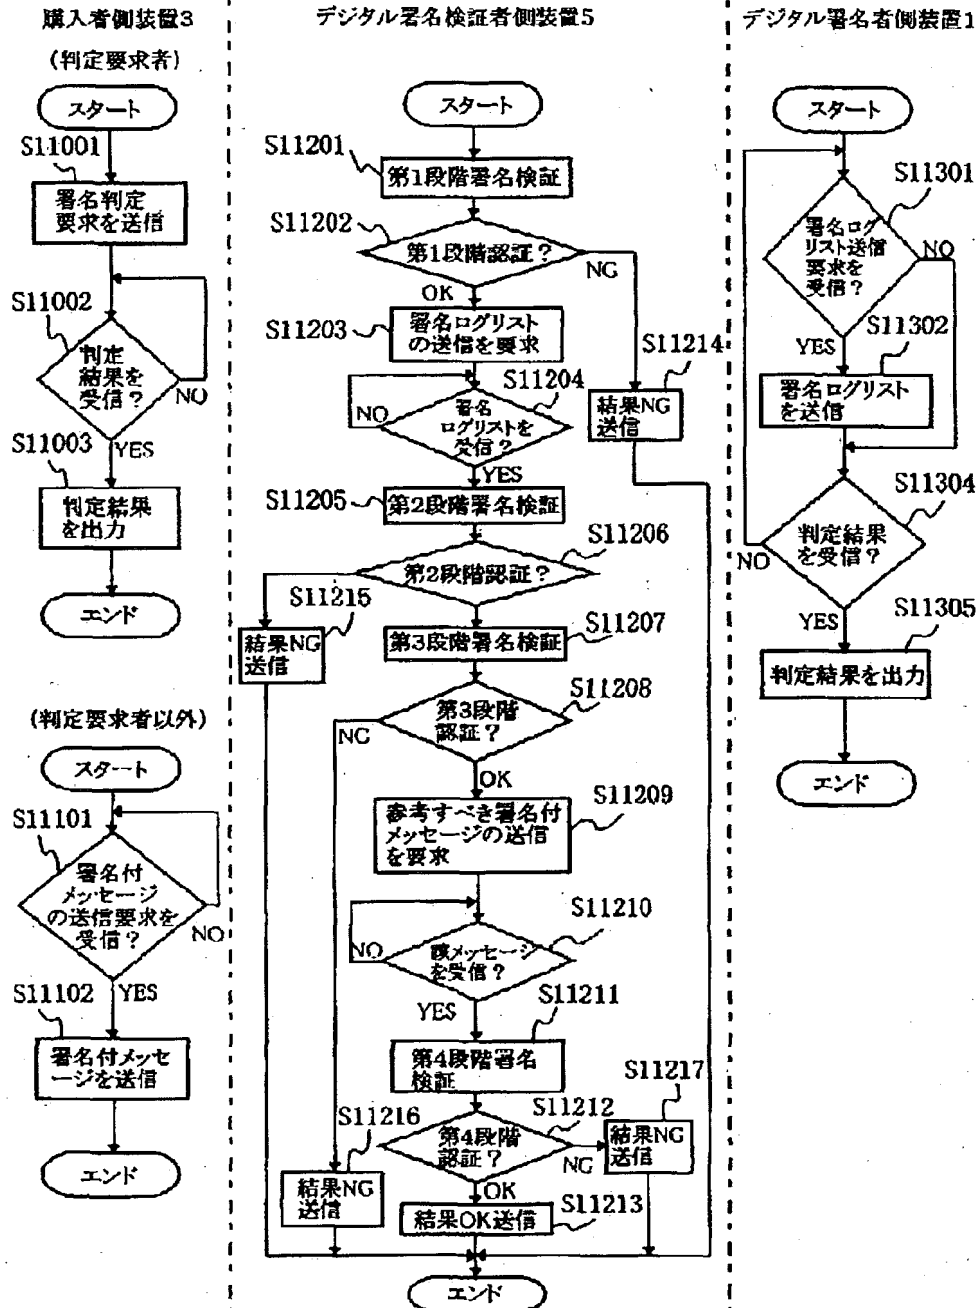 購入者側装置3
(判定要求者)
スタート
S11001
署名判定
要求を送信
S11002
判定
結果を
受信?
NO
YES
S11003
判定結果
を出力
エンド
(判定要求者以外)
スタート
S11101
署名付
メッセージ
の送信要求を
受信?
NO
YES
S11102
署名付メッセ
ージを送信
エンド
デジタル署名検証者側装置5
スタート
S11201
第1段階署名検証
S11202
第1段階認証?
NG
OK
S11203
署名ログリスト
の送信を要求
S11214
結果NG
送信
S11204
署名
ログリストを
受信?
NO
YES
S11205
第2段階署名検証
S11206
第2段階認証?
S11215
結果NG
送信
S11207
第3段階署名検証
S11208
第3段階
認証?
NG
OK
S11209
参考すべき署名付
メッセージの送信
を要求
S11210
該メッセージ
を受信?
NO
YES
S11211
第4段階署名
検証
S11217
結果NG
送信
S11212
第4段階
認証?
NG
OK
S11216
結果NG
送信
S11213
結果OK送信
エンド
デジタル署名者側装置1
スタート
S11301
署名ログ
リスト送信
要求を
受信?
NO
YES
S11302
署名ログリスト
を送信
S11304
判定結果
を受信?
NO
YES
S11305
判定結果を出力
エンド